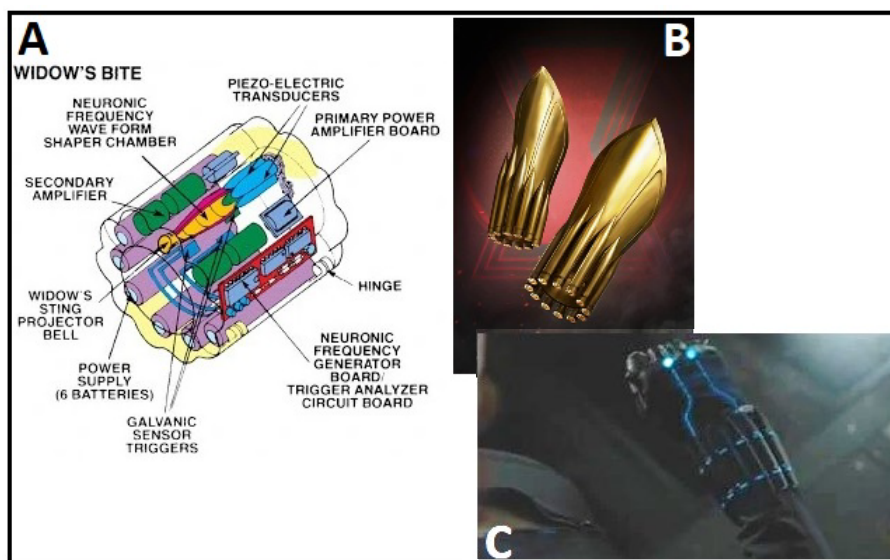 A
WIDOW'S BITE
NEURONIC
FREQUENCY
WAVE FORM
SHAPER CHAMBER
PIEZO-ELECTRIC
TRANSDUCERS
PRIMARY POWER
AMPLIFIER BOARD
SECONDARY
AMPLIFIER
WIDOW'S
STING
PROJECTOR
BELL
POWER
SUPPLY
(6 BATTERIES)
GALVANIC
SENSOR
TRIGGERS
HINGE
NEURONIC
FREQUENCY
GENERATOR
BOARD/
TRIGGER ANALYZER
CIRCUIT BOARD
B
C